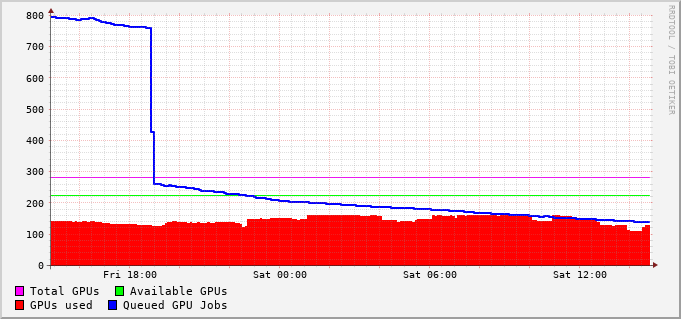 800
700
600
500
400
300
200
100
0
Fri 18:00 Sat 00:00 Sat 06:00 Sat 12:00
Total GPUs Available GPUs
GPUs used Queued GPU Jobs
RRDTOOL / TOBI OETIKER